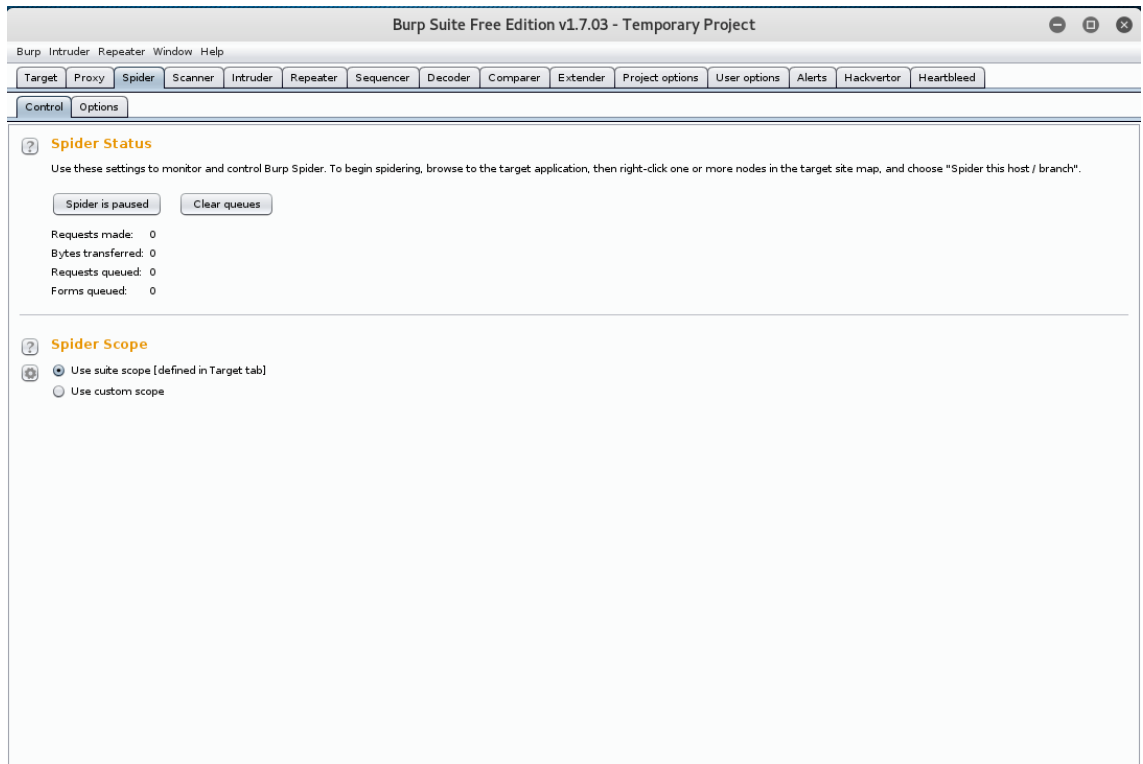 Burp Suite Free Edition v1.7.03 - Temporary Project
Burp Intruder Repeater Window Help
Target Proxy Spider Scanner Intruder Repeater Sequencer Decoder Comparer Extender Project options User options Alerts Hackvertor Heartbleed
Control Options
? Spider Status
Use these settings to monitor and control Burp Spider. To begin spidering, browse to the target application, then right-click one or more nodes in the target site map, and choose "Spider this host / branch".
Spider is paused Clear queues
Requests made: 0
Bytes transferred: 0
Requests queued: 0
Forms queued: 0
? Spider Scope
Use suite scope [defined in Target tab]
Use custom scope